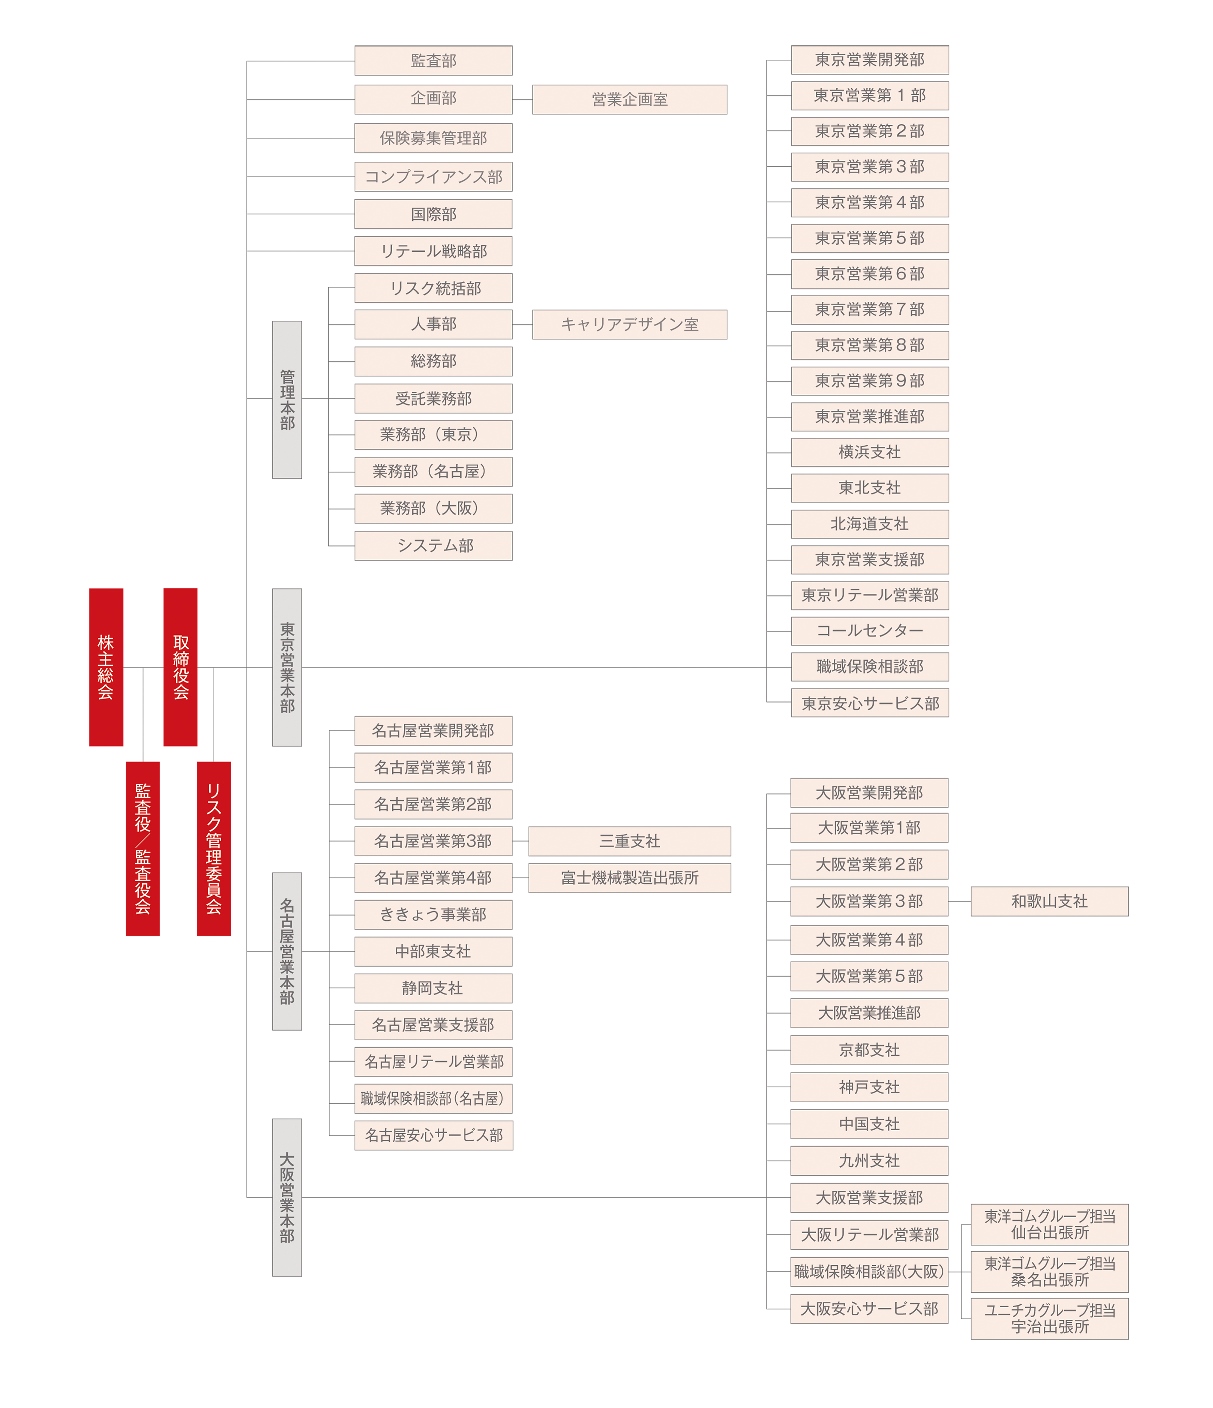 株主総会
取締役会
監査役／監査役会
リスク管理委員会
監査部
企画部
営業企画室
保険募集管理部
コンプライアンス部
国際部
リテール戦略部
管理本部
リスク統括部
人事部
キャリアデザイン室
総務部
受託業務部
業務部（東京）
業務部（名古屋）
業務部（大阪）
システム部
東京営業本部
東京営業開発部
東京営業第１部
東京営業第２部
東京営業第３部
東京営業第４部
東京営業第５部
東京営業第６部
東京営業第７部
東京営業第８部
東京営業第９部
東京営業推進部
横浜支社
東北支社
北海道支社
東京営業支援部
東京リテール営業部
コールセンター
職域保険相談部
東京安心サービス部
名古屋営業本部
名古屋営業開発部
名古屋営業第1部
名古屋営業第2部
名古屋営業第3部
三重支社
名古屋営業第4部
富士機械製造出張所
ききょう事業部
中部東支社
静岡支社
名古屋営業支援部
名古屋リテール営業部
職域保険相談部(名古屋)
名古屋安心サービス部
大阪営業本部
大阪営業開発部
大阪営業第1部
大阪営業第２部
大阪営業第３部
和歌山支社
大阪営業第４部
大阪営業第５部
大阪営業推進部
京都支社
神戸支社
中国支社
九州支社
大阪営業支援部
大阪リテール営業部
職域保険相談部(大阪)
東洋ゴムグループ担当
仙台出張所
東洋ゴムグループ担当
桑名出張所
ユニチカグループ担当
宇治出張所
大阪安心サービス部